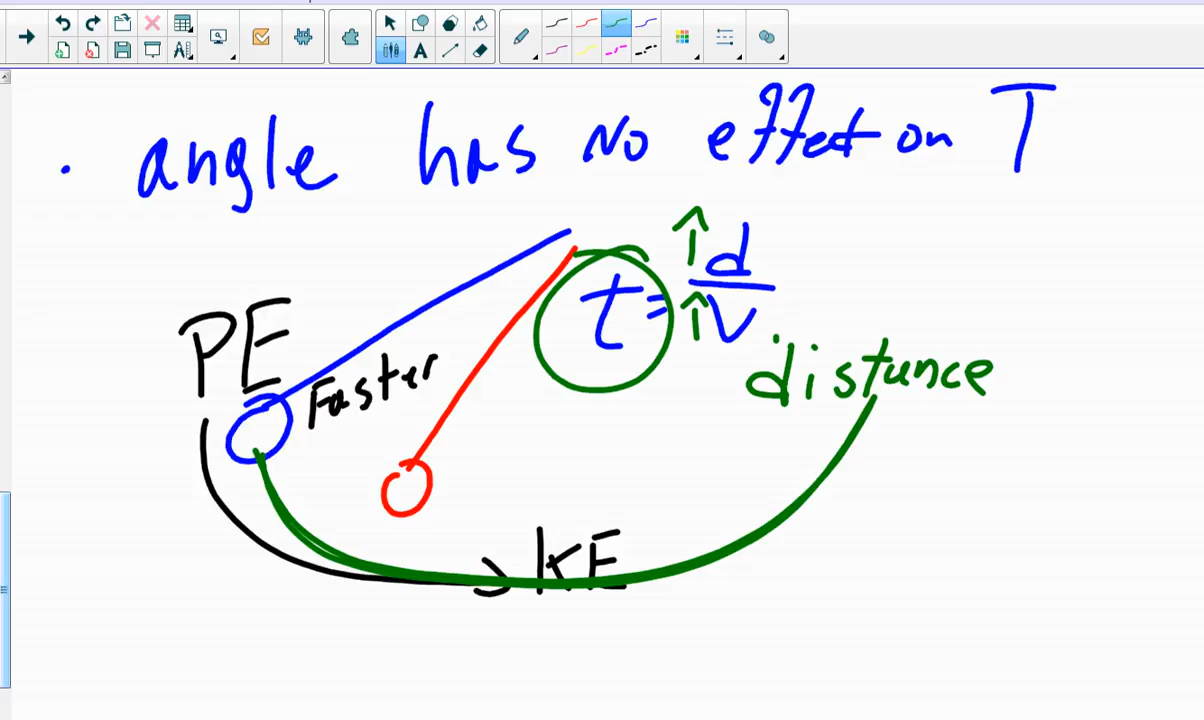 · angle has No effect on T
t = ↑d / ↑V
PE
Faster
distance
KE